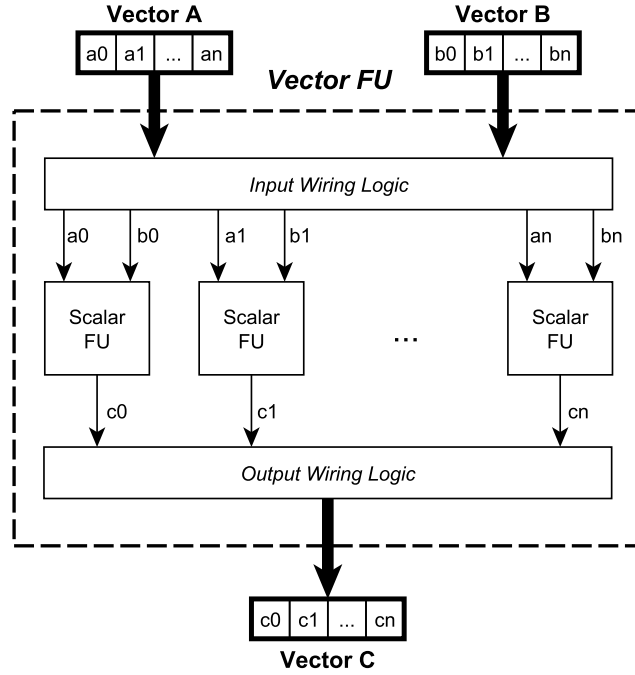 Vector A
Vector B
a0 a1 ... an
b0 b1 ... bn
Vector FU
Input Wiring Logic
a0 b0 a1 b1 an bn
Scalar FU
Scalar FU
...
Scalar FU
c0 c1 cn
Output Wiring Logic
c0 c1 ... cn
Vector C